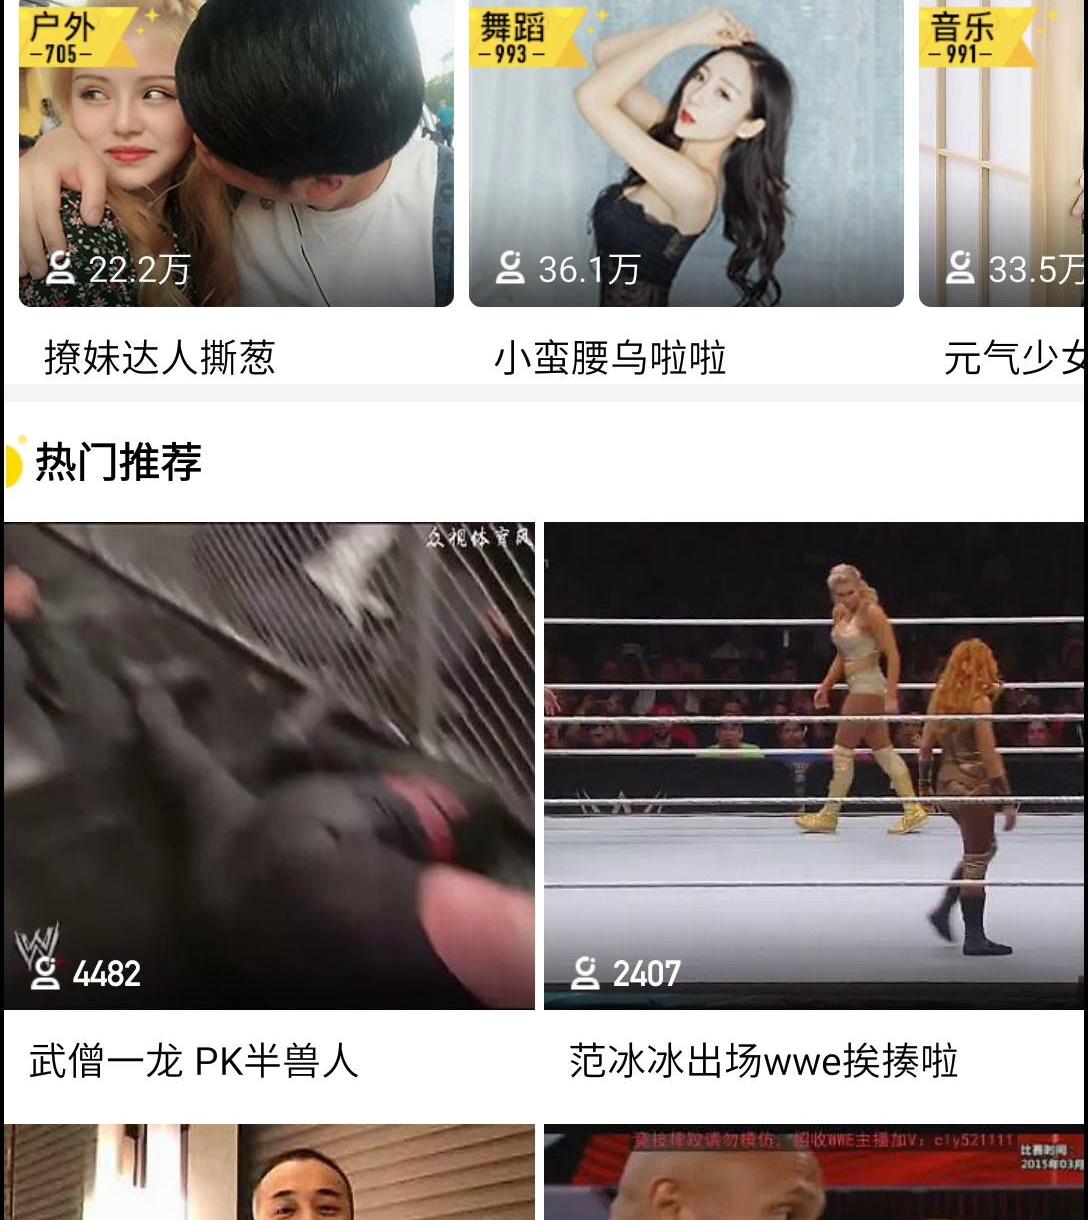 户外
-705-
舞蹈
-993-
音乐
-991-
22.2万
36.1万
33.5万
撩妹达人撕葱
小蛮腰乌啦啦
元气少女
热门推荐
众视体育风
W
4482
2407
武僧一龙 PK半兽人
范冰冰出场wwe挨揍啦
竞技摔跤请勿模仿, 招收WWE主播加V: cly521111
比赛时间:
2015年03月